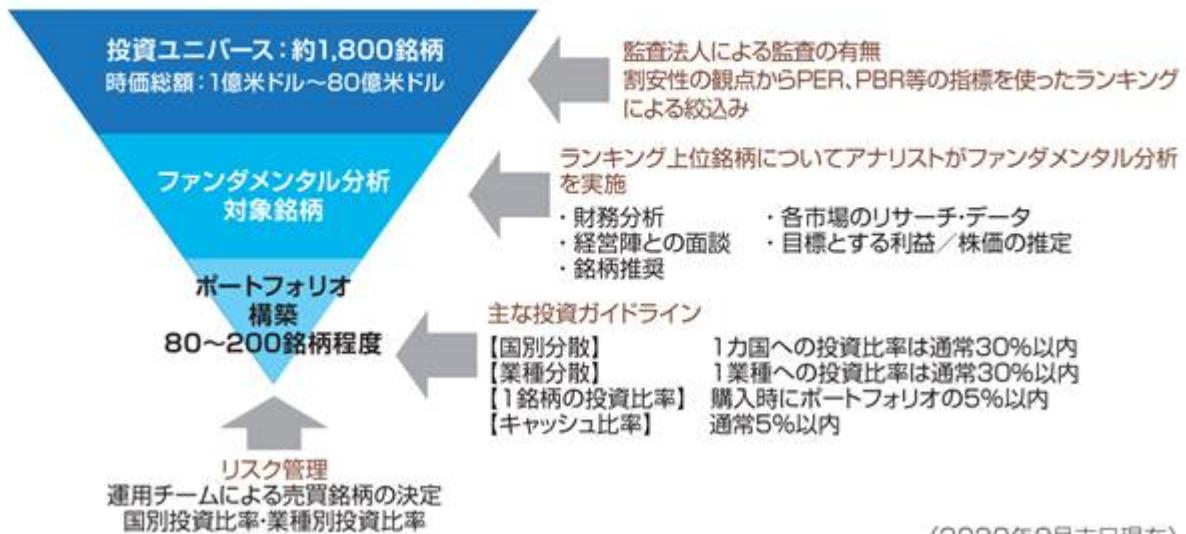 投資ユニバース：約1,800銘柄
時価総額：1億米ドル～80億米ドル
監査法人による監査の有無
割安性の観点からPER、PBR等の指標を使ったランキング
による絞込み
ファンダメンタル分析
対象銘柄
ランキング上位銘柄についてアナリストがファンダメンタル分析
を実施
・財務分析
・各市場のリサーチ・データ
・経営陣との面談
・目標とする利益／株価の推定
・銘柄推奨
ポートフォリオ
構築
80～200銘柄程度
主な投資ガイドライン
【国別分散】 1カ国への投資比率は通常30%以内
【業種分散】 1業種への投資比率は通常30%以内
【1銘柄の投資比率】 購入時にポートフォリオの5%以内
【キャッシュ比率】 通常5%以内
リスク管理
運用チームによる売買銘柄の決定
国別投資比率・業種別投資比率